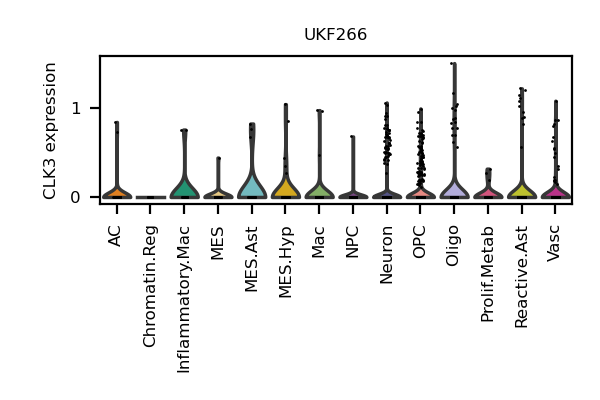 UKF266
CLK3 expression
1
0
AC
Chromatin.Reg
Inflammatory.Mac
MES
MES.Ast
MES.Hyp
Mac
NPC
Neuron
OPC
Oligo
Prolif.Metab
Reactive.Ast
Vasc